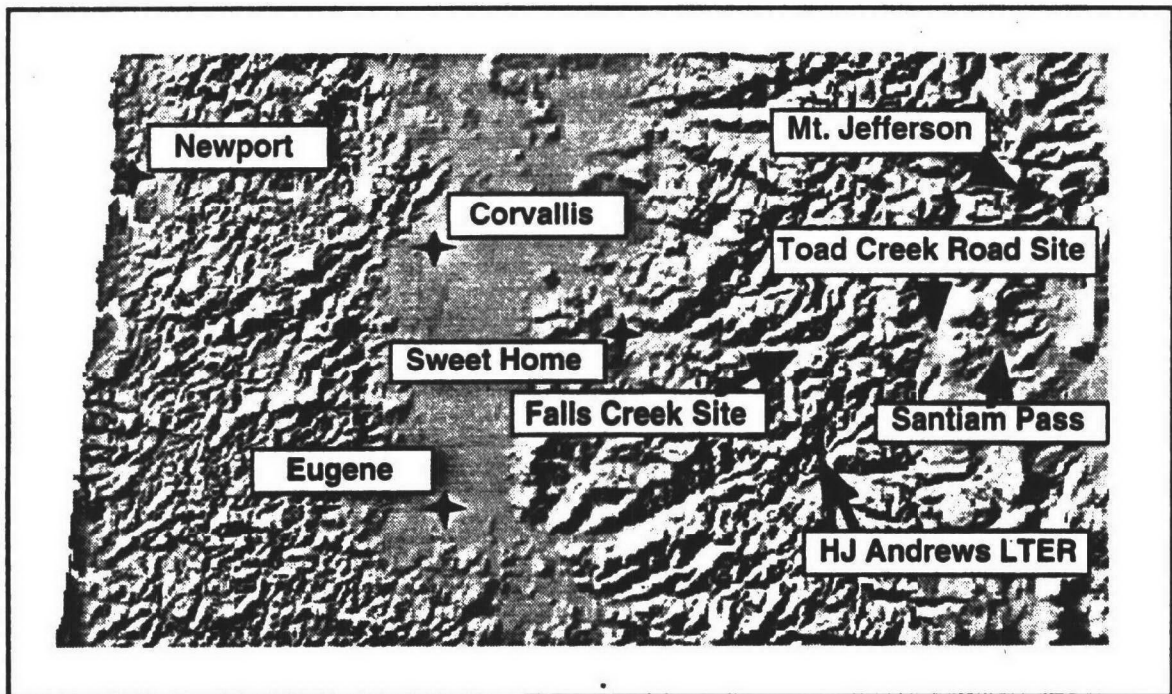 Newport
Mt. Jefferson
Corvallis
Toad Creek Road Site
Sweet Home
Falls Creek Site
Santiam Pass
Eugene
HJ Andrews LTER